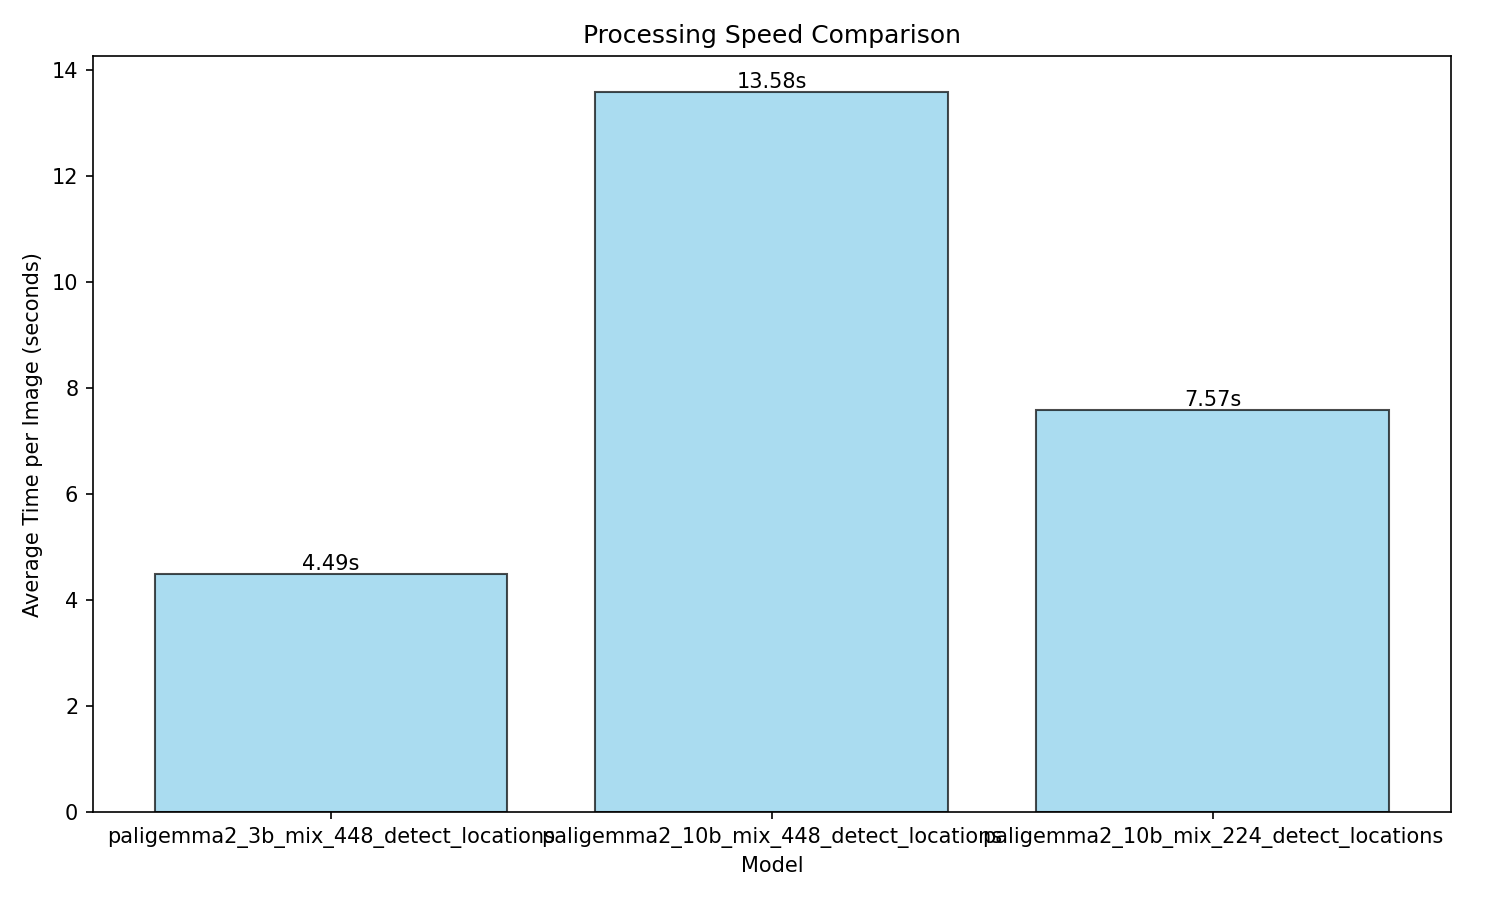 Processing Speed Comparison
14
12
10
8
6
4
2
0
Average Time per Image (seconds)
4.49s
13.58s
7.57s
paligemma2_3b_mix_448_detect_locations
paligemma2_10b_mix_448_detect_locations
paligemma2_10b_mix_224_detect_locations
Model